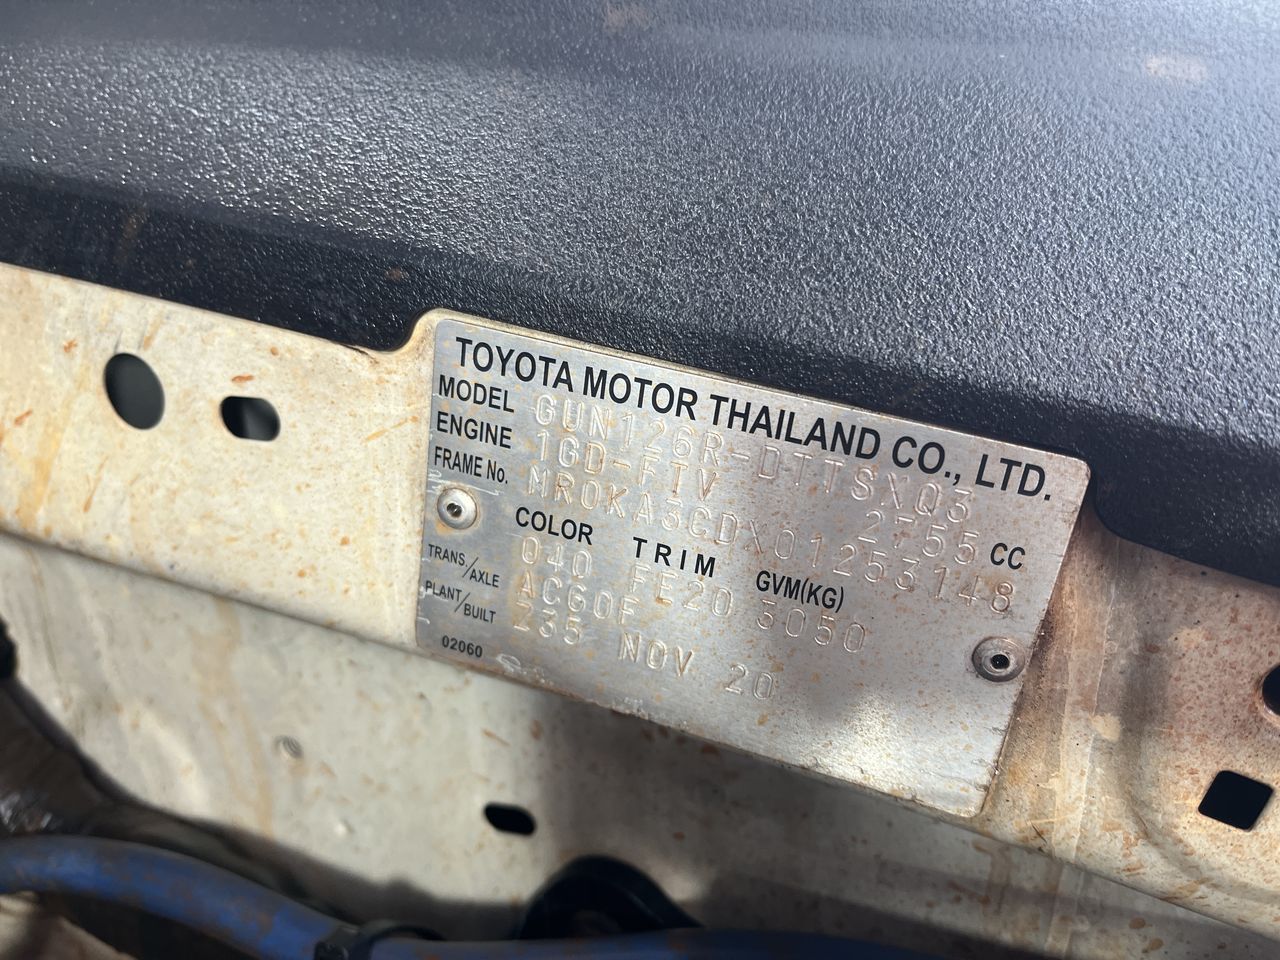 TOYOTA MOTOR THAILAND CO., LTD.
MODEL GUN126R-DTTSXQ3
ENGINE 1GD-FTV 2755 CC
FRAME No. MR0KA3CDX01253148
COLOR TRIM GVM(KG)
040 FE20 3050
TRANS./AXLE AC60F
PLANT/BUILT Z35 NOV 20
02060